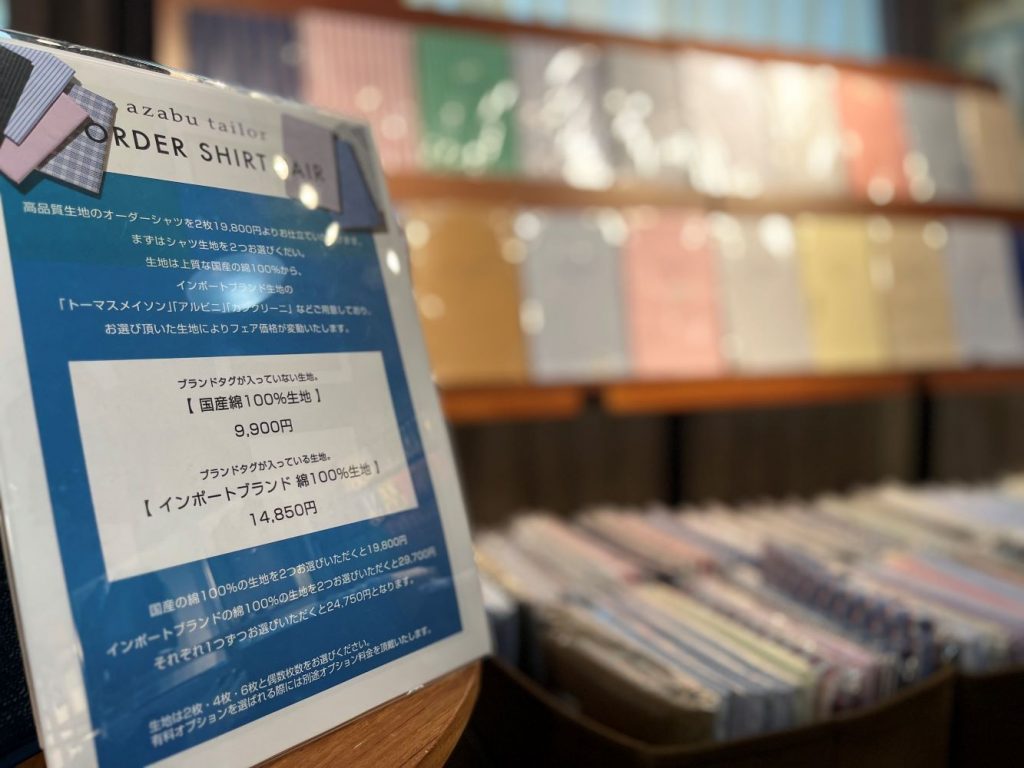 azabu tailor
ORDER SHIRT FAIR
高品質生地のオーダーシャツを2枚19,800円よりお仕立ていただけます。
まずはシャツ生地を2つお選びくだい。
生地は上質な国産の綿100%から、
インポートブランド生地の
「トーマスメイソン」「アルビニ」「カンクリーニ」などご用意しており、
お選び頂いた生地によりフェア価格が変動いたします。
ブランドタグが入っていない生地。
【 国産綿100%生地 】
9,900円
ブランドタグが入っている生地。
【 インポートブランド 綿100%生地 】
14,850円
国産の綿100%の生地を2つお選びいただくと19,800円
インポートブランドの綿100%の生地を2つお選びいただくと29,700円
それぞれ1つずつお選びいただくと24,750円となります。
生地は2枚・4枚・6枚と偶数枚数をお選びください。
有料オプションを選ばれる際には別途オプション料金を頂戴いたします。